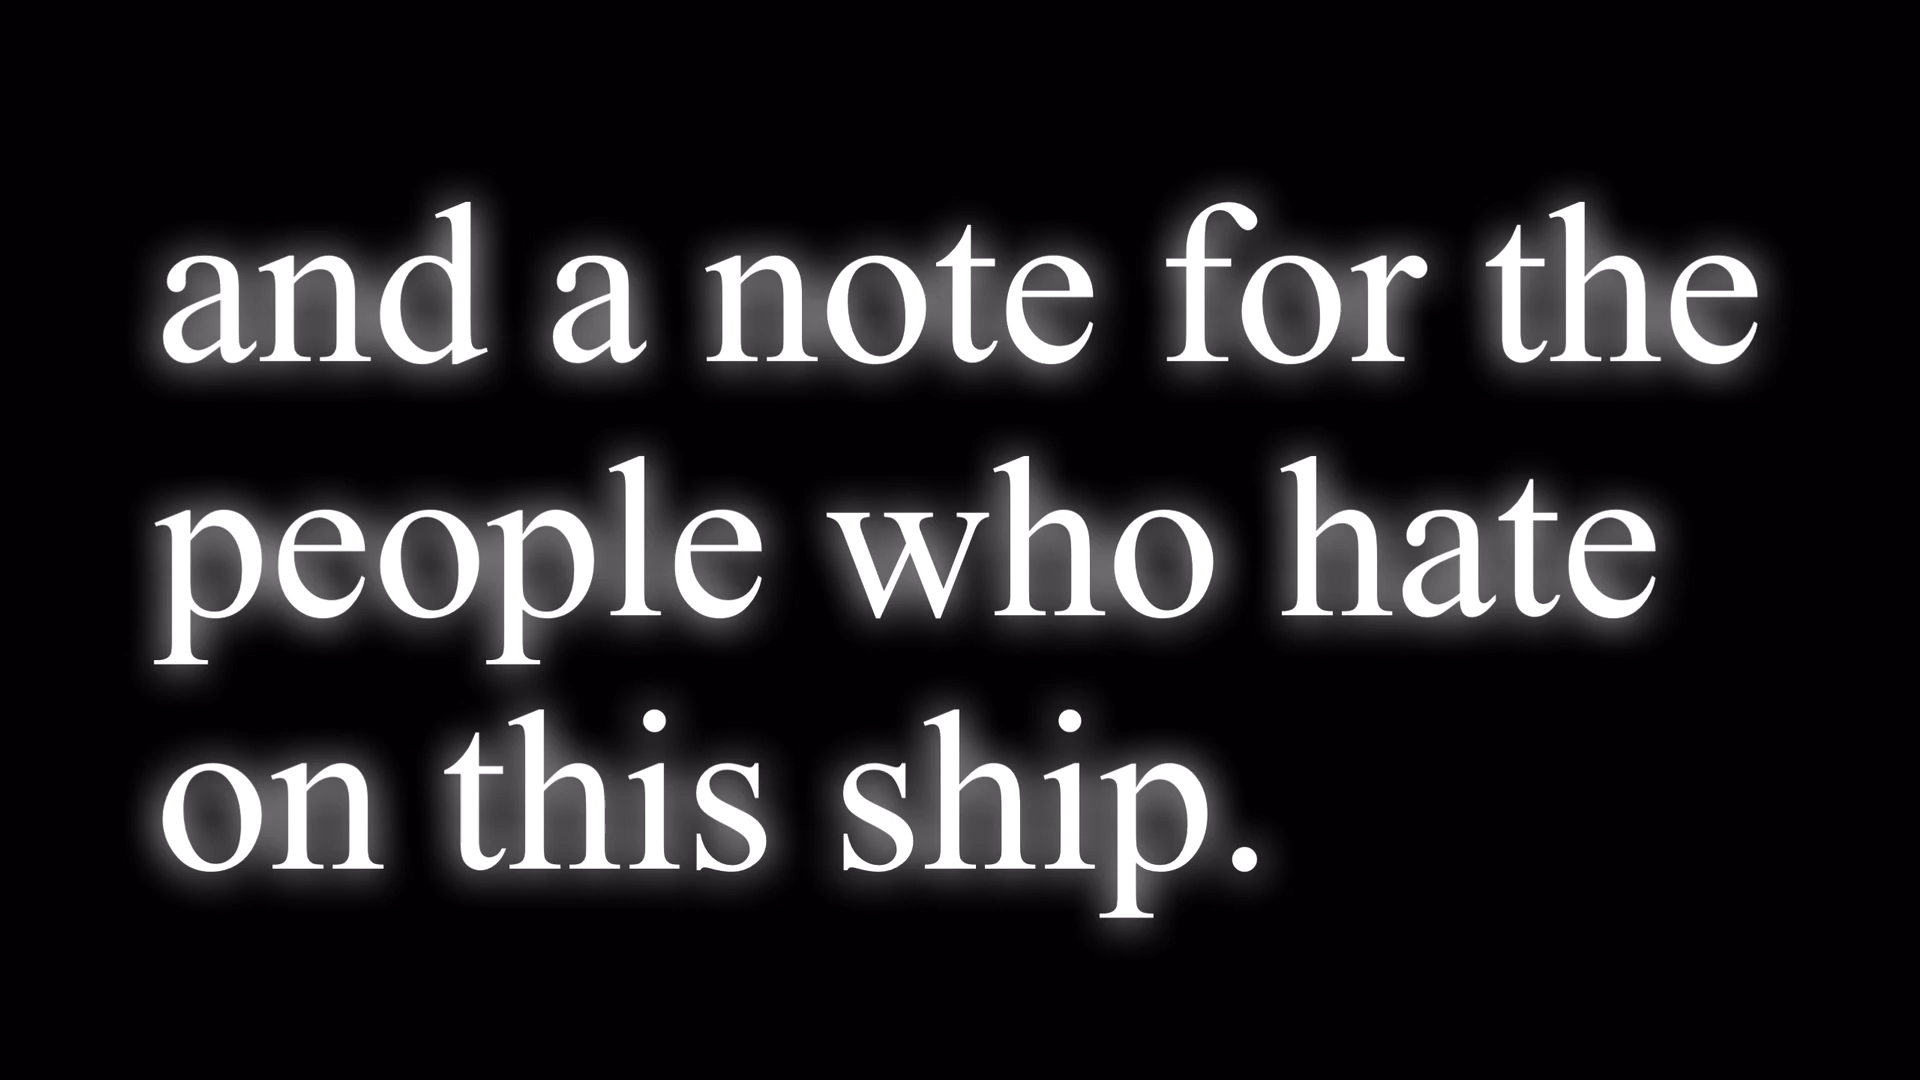 and a note for the
people who hate
on this ship.